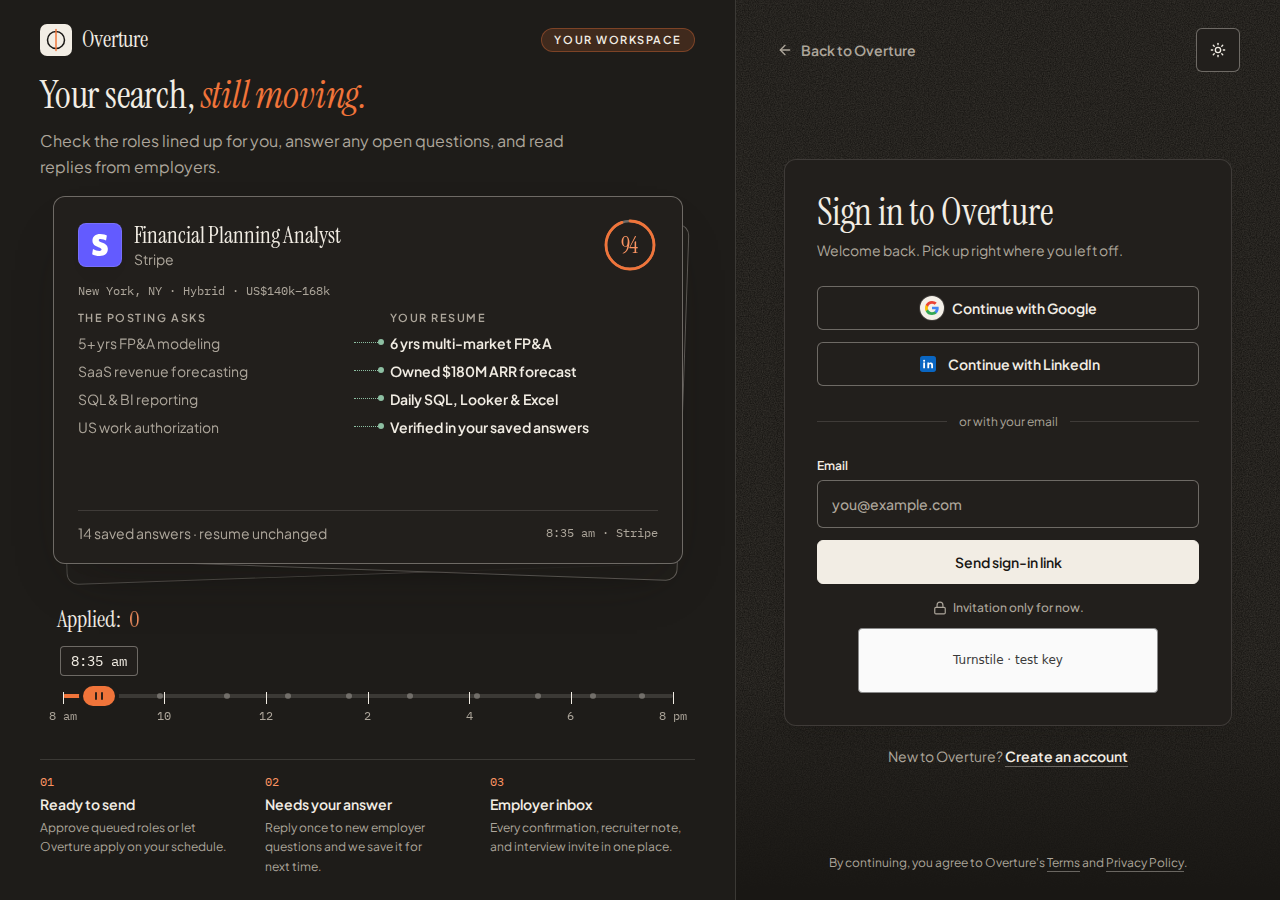 Overture
YOUR WORKSPACE
Your search, still moving.
Check the roles lined up for you, answer any open questions, and read
replies from employers.
S
Financial Planning Analyst
Stripe
94
New York, NY · Hybrid · US$140k–168k
THE POSTING ASKS
YOUR RESUME
5+ yrs FP&A modeling
6 yrs multi-market FP&A
SaaS revenue forecasting
Owned $180M ARR forecast
SQL & BI reporting
Daily SQL, Looker & Excel
US work authorization
Verified in your saved answers
14 saved answers · resume unchanged
8:35 am · Stripe
Applied: 0
8:35 am
8 am 10 12 2 4 6 8 pm
01
Ready to send
Approve queued roles or let
Overture apply on your schedule.
02
Needs your answer
Reply once to new employer
questions and we save it for
next time.
03
Employer inbox
Every confirmation, recruiter note,
and interview invite in one place.
Back to Overture
Sign in to Overture
Welcome back. Pick up right where you left off.
Continue with Google
in
Continue with LinkedIn
or with your email
Email
you@example.com
Send sign-in link
Invitation only for now.
Turnstile · test key
New to Overture? Create an account
By continuing, you agree to Overture's Terms and Privacy Policy.